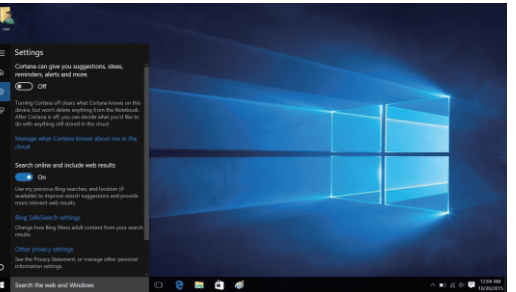 Settings
Cortana can give you suggestions, ideas,
reminders, alerts and more.
Off
Turning Cortana off clears what Cortana knows on this
device, but won't delete anything from the Notebook.
After Cortana is off, you can decide what you'd like to
do with anything still stored in the cloud.
Manage what Cortana knows about me in the
cloud
Search online and include web results
On
Use my previous Bing searches, and location (if
available) to improve search suggestions and provide
more relevant web results.
Bing SafeSearch settings
Change how Bing filters adult content from your search
results.
Other privacy settings
See the Privacy Statement, or manage other personal
information settings.
Search the web and Windows
12:04 AM
10/30/2015